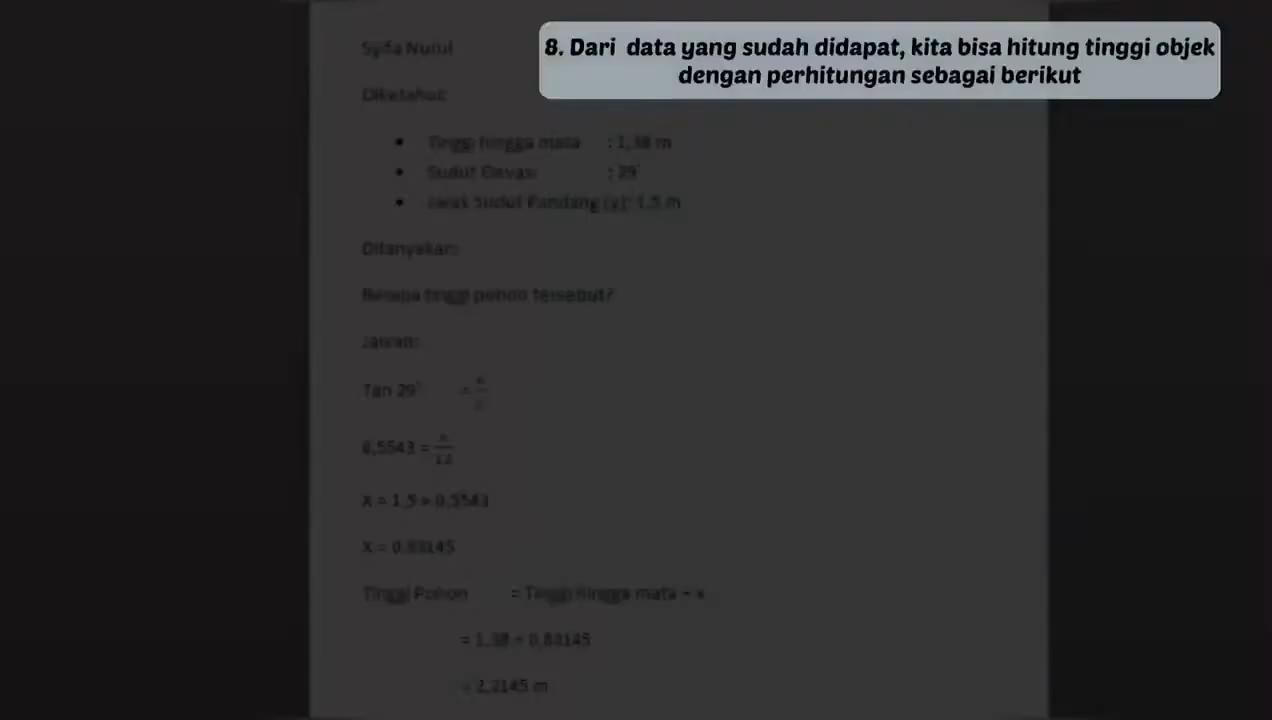 8. Dari data yang sudah didapat, kita bisa hitung tinggi objek
dengan perhitungan sebagai berikut
Syifa Nurul
Diketahui:
• Tinggi hingga mata : 1,38 m
• Sudut Elevasi : 29°
• Jarak Sudut Pandang (y): 1,5 m
Ditanyakan:
Berapa tinggi pohon tersebut?
Jawab:
Tan 29° =
0,5543 =
X = 1,5 × 0,5543
X = 0,83145
Tinggi Pohon = Tinggi hingga mata + x
= 1,38 + 0,83145
= 2,2145 m